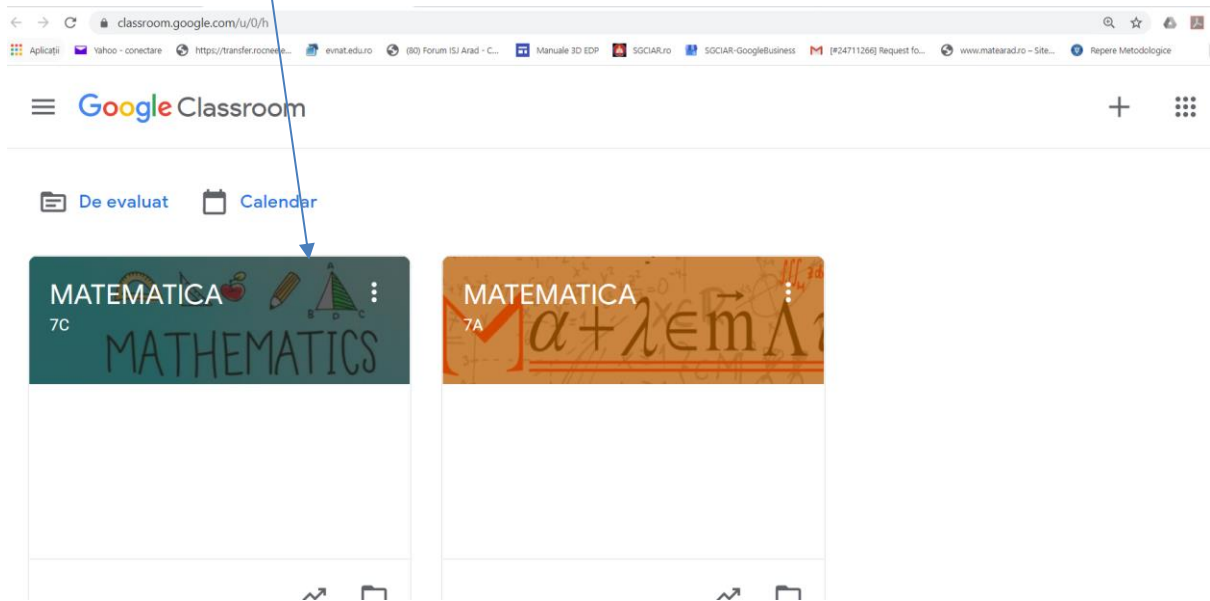 classroom.google.com/u/0/h
Aplicații Yahoo - conectare https://transfer.rocnee.e... evnat.edu.ro (80) Forum ISJ Arad - C... Manuale 3D EDP SGCIAR.ro SGCIAR-GoogleBusiness [#24711266] Request fo... www.matearad.ro – Site... Repere Metodologice
Google Classroom
De evaluat Calendar
MATEMATICA
7C
MATHEMATICS
A
B D C
MATEMATICA
7A
α+λ∈m